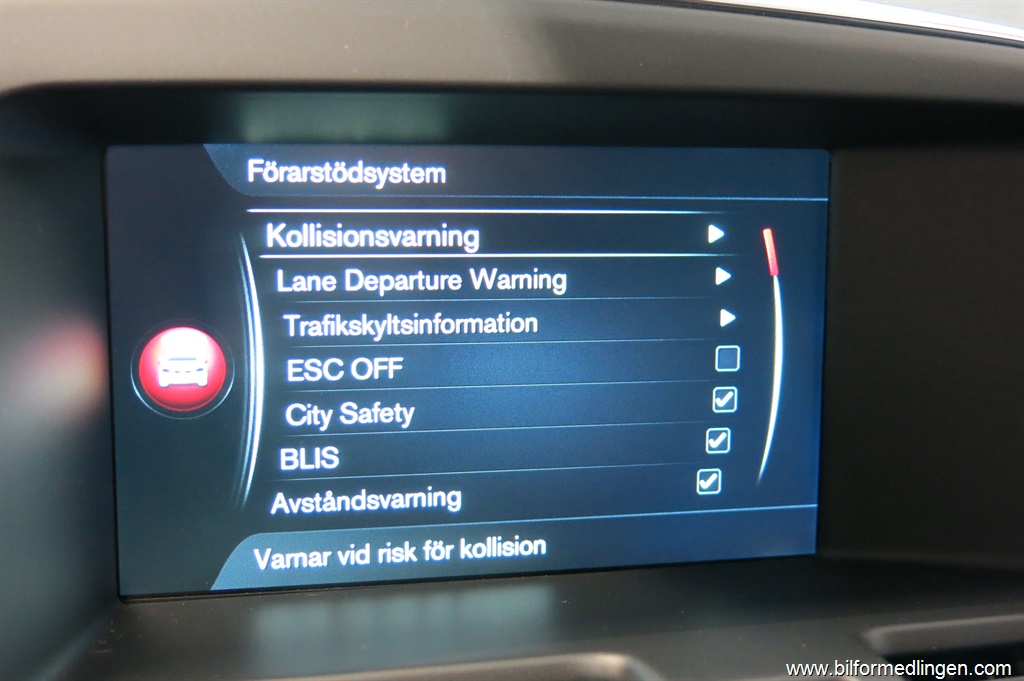 Förarstödsystem
Kollisionsvarning
Lane Departure Warning
Trafikskyltsinformation
ESC OFF
City Safety
BLIS
Avståndsvarning
Varnar vid risk för kollision
www.bilformedlingen.com